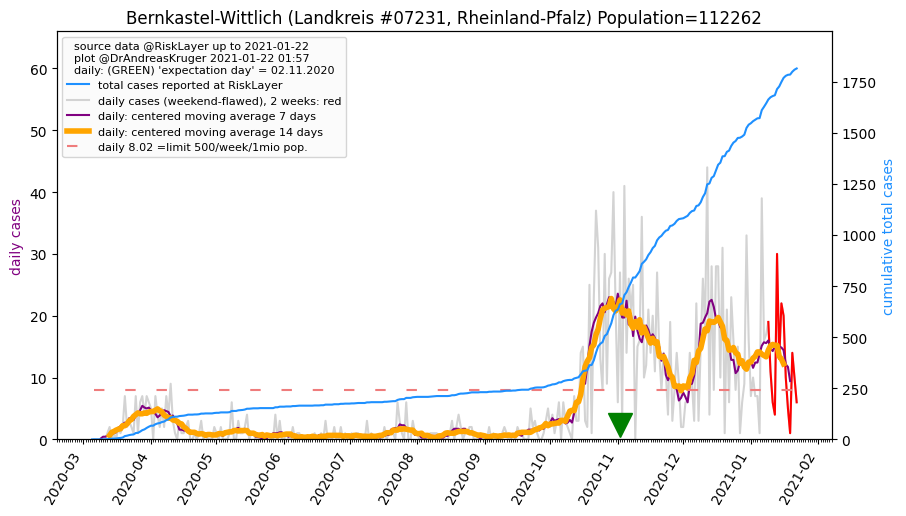 Bernkastel-Wittlich (Landkreis #07231, Rheinland-Pfalz) Population=112262
source data @RiskLayer up to 2021-01-22
plot @DrAndreasKruger 2021-01-22 01:57
daily: (GREEN) 'expectation day' = 02.11.2020
total cases reported at RiskLayer
daily cases (weekend-flawed), 2 weeks: red
daily: centered moving average 7 days
daily: centered moving average 14 days
daily 8.02 =limit 500/week/1mio pop.
daily cases
60
50
40
30
20
10
0
cumulative total cases
1750
1500
1250
1000
750
500
250
0
2020-03
2020-04
2020-05
2020-06
2020-07
2020-08
2020-09
2020-10
2020-11
2020-12
2021-01
2021-02